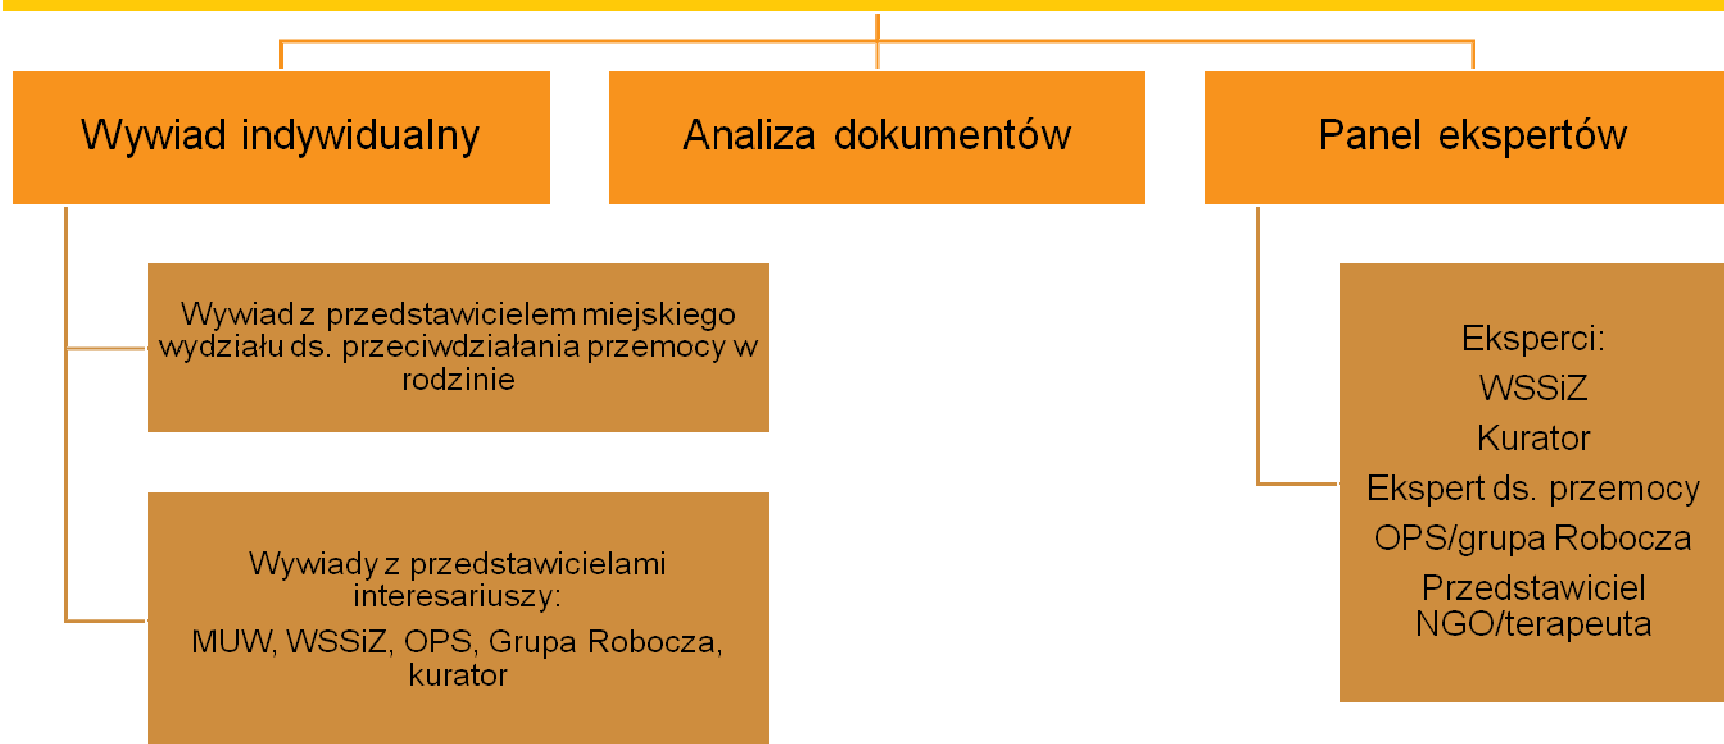 Wywiad indywidualny
Analiza dokumentów
Panel ekspertów
Wywiad z przedstawicielem miejskiego
wydziału ds. przeciwdziałania przemocy w
rodzinie
Wywiady z przedstawicielami
interesariuszy:
MUW, WSSiZ, OPS, Grupa Robocza,
kurator
Eksperci:
WSSiZ
Kurator
Ekspert ds. przemocy
OPS/grupa Robocza
Przedstawiciel
NGO/terapeuta